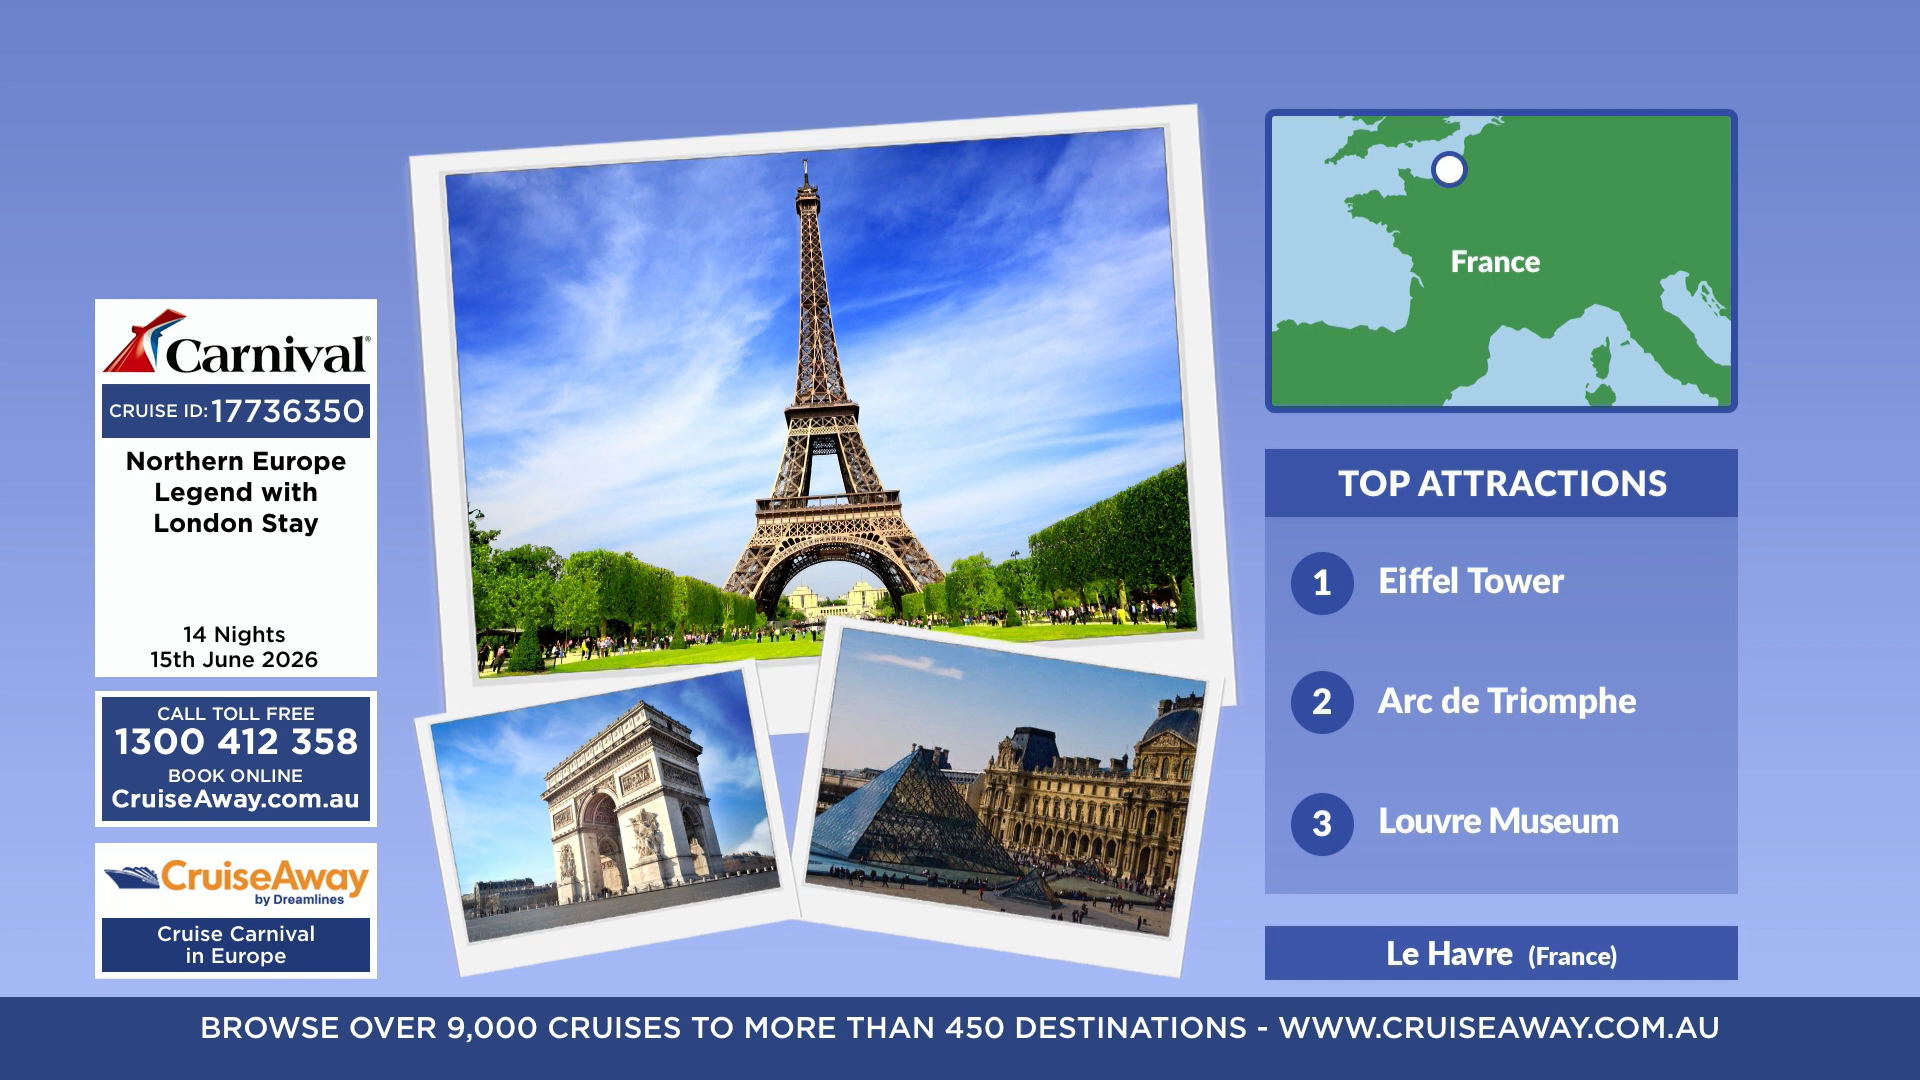 Carnival®
CRUISE ID: 17736350
Northern Europe
Legend with
London Stay
14 Nights
15th June 2026
CALL TOLL FREE
1300 412 358
BOOK ONLINE
CruiseAway.com.au
CruiseAway
by Dreamlines
Cruise Carnival
in Europe
France
TOP ATTRACTIONS
1 Eiffel Tower
2 Arc de Triomphe
3 Louvre Museum
Le Havre (France)
BROWSE OVER 9,000 CRUISES TO MORE THAN 450 DESTINATIONS - WWW.CRUISEAWAY.COM.AU